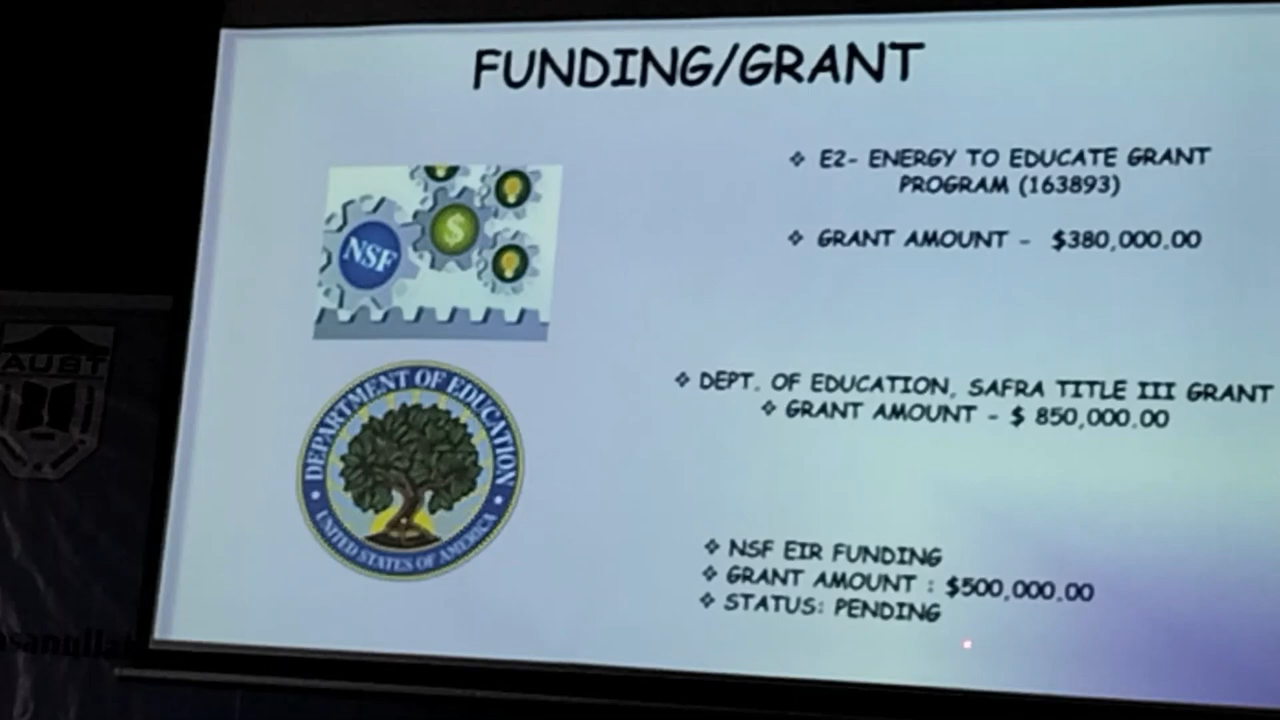 FUNDING/GRANT
❖ E2- ENERGY TO EDUCATE GRANT
PROGRAM (163893)
❖ GRANT AMOUNT - $380,000.00
NSF
$
❖ DEPT. OF EDUCATION, SAFRA TITLE III GRANT
❖ GRANT AMOUNT - $ 850,000.00
DEPARTMENT OF EDUCATION
UNITED STATES OF AMERICA
❖ NSF EIR FUNDING
❖ GRANT AMOUNT : $500,000.00
❖ STATUS: PENDING
AUST